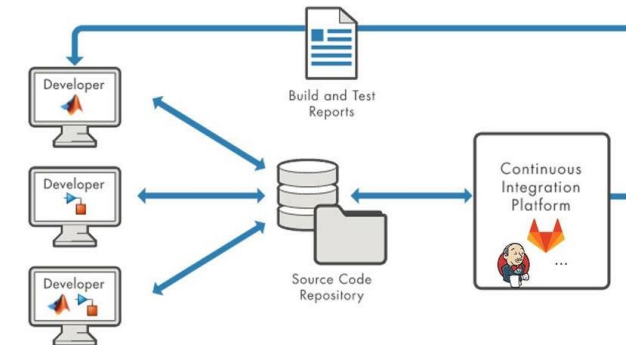 Developer
Build and Test
Reports
Developer
Continuous
Integration
Platform
...
Developer
Source Code
Repository